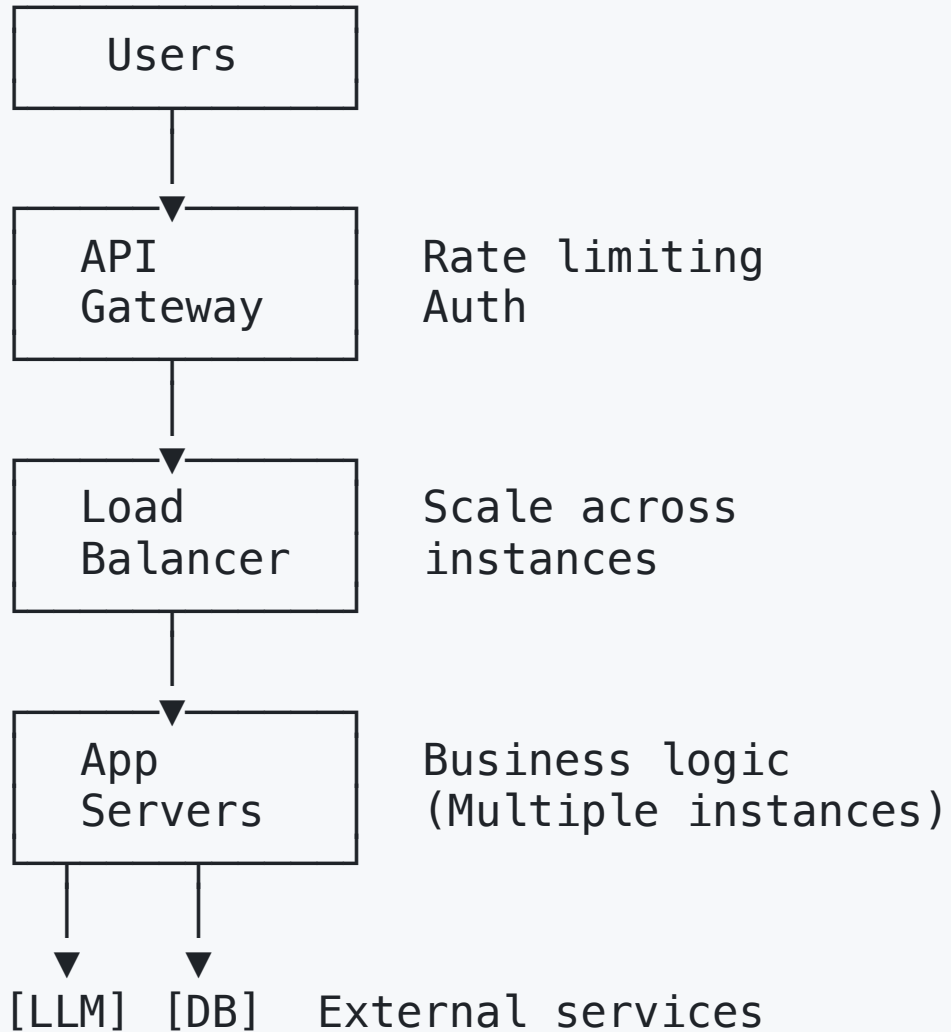 Users
API Rate limiting
Gateway Auth
Load Scale across
Balancer instances
App Business logic
Servers (Multiple instances)
[LLM] [DB] External services